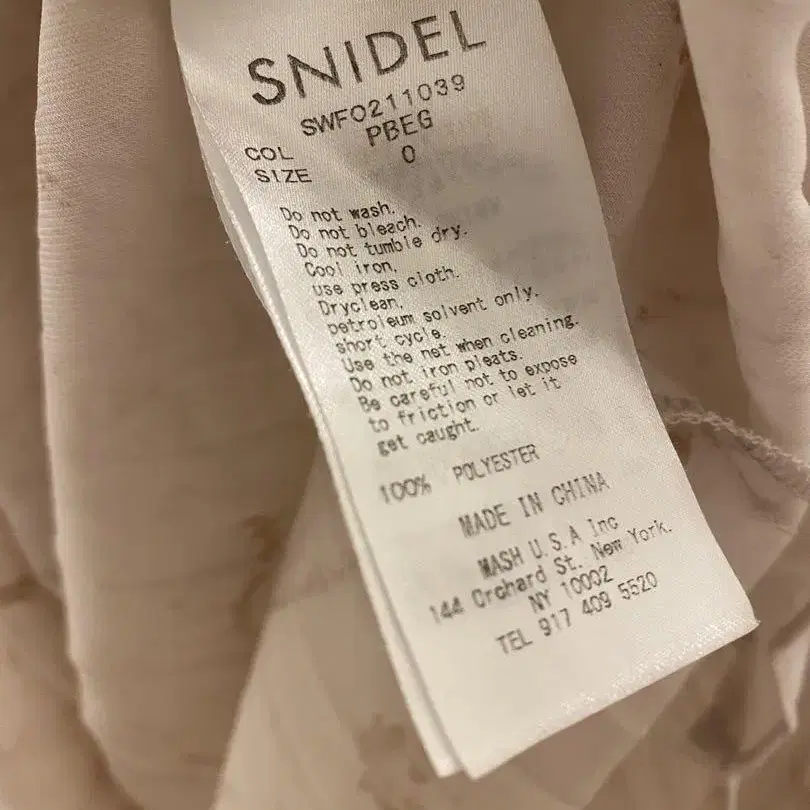 SNIDEL
SWFO211039
COL PBEG
SIZE 0
Do not wash.
Do not bleach.
Do not tumble dry.
Cool iron.
use press cloth.
Dryclean.
petroleum solvent only.
short cycle.
Use the net when cleaning.
Do not iron pleats.
Be careful not to expose
to friction or let it
get caught.
100% POLYESTER
MADE IN CHINA
MASH U.S.A Inc
144 Orchard St. New York.
NY 10002
TEL 917 409 5520